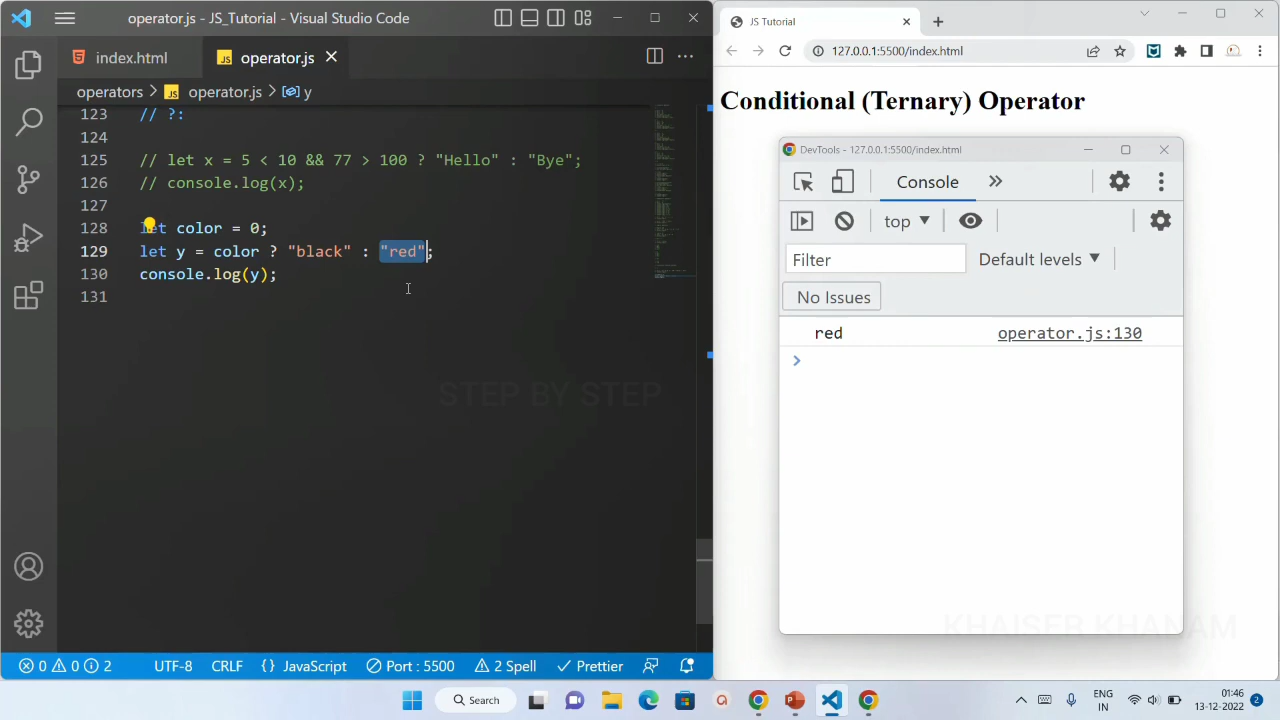 operator.js - JS_Tutorial - Visual Studio Code
index.html
operator.js
operators > operator.js > y
123 // ?:
124
125 // let x = 5 < 10 && 77 > 100 ? "Hello" : "Bye";
126 // console.log(x);
127
128 let color = 0;
129 let y = color ? "black" : "red";
130 console.log(y);
131
STEP BY STEP
0 0 2 UTF-8 CRLF {} JavaScript Port : 5500 2 Spell Prettier
JS Tutorial
127.0.0.1:5500/index.html
Conditional (Ternary) Operator
DevTools - 127.0.0.1:5500/index.html
Console
top
Filter
Default levels
No Issues
red operator.js:130
KHAISER KHANAM
Search
ENG
IN
01:46
13-12-2022
2